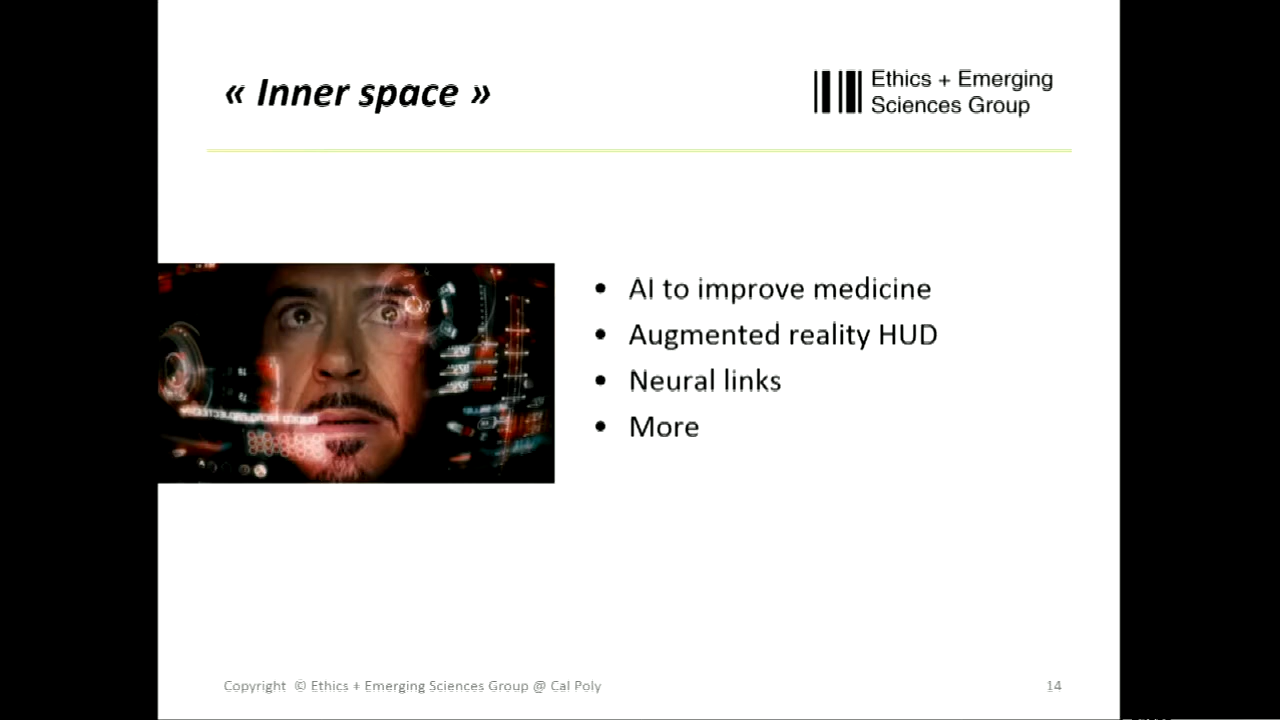 « Inner space »
Ethics + Emerging
Sciences Group
• AI to improve medicine
• Augmented reality HUD
• Neural links
• More
Copyright © Ethics + Emerging Sciences Group @ Cal Poly
14